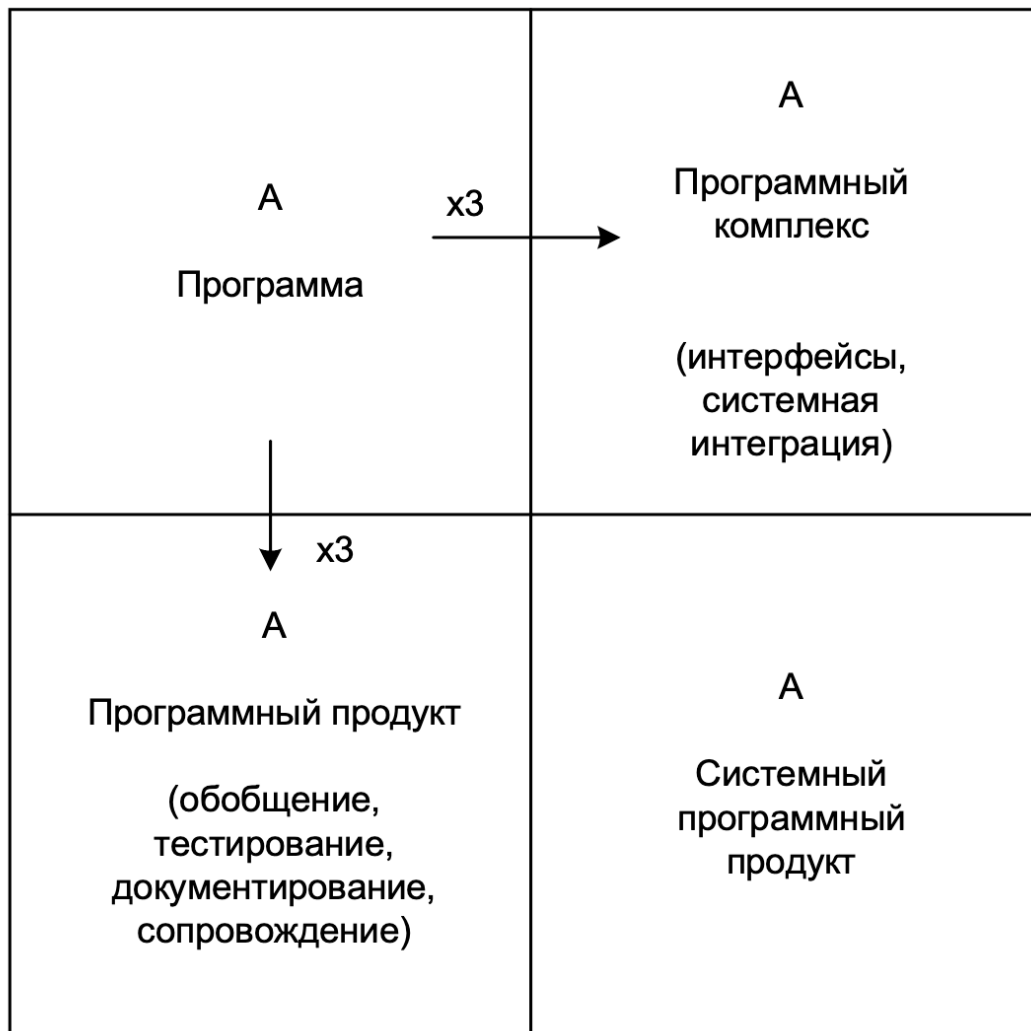 А
Программа
x3
А
Программный
комплекс
(интерфейсы,
системная
интеграция)
x3
А
Программный продукт
(обобщение,
тестирование,
документирование,
сопровождение)
А
Системный
программный
продукт